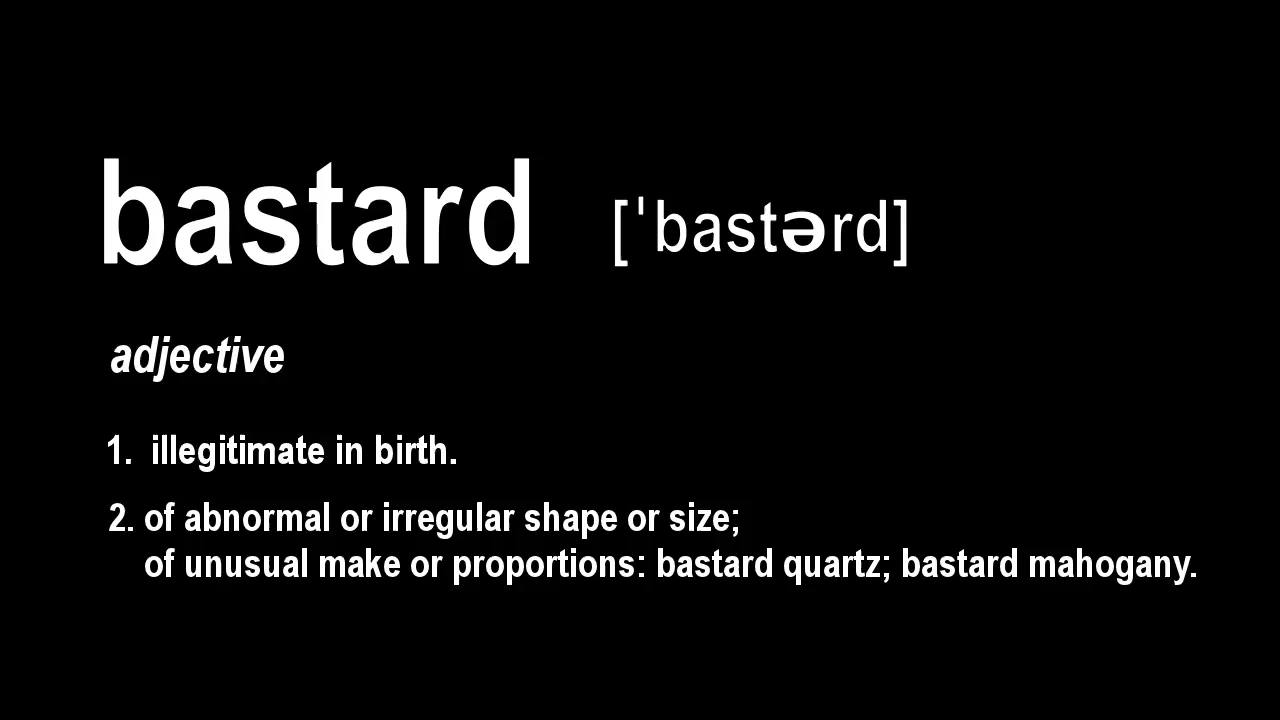 bastard [ˈbastərd]
adjective
1. illegitimate in birth.
2. of abnormal or irregular shape or size;
of unusual make or proportions: bastard quartz; bastard mahogany.